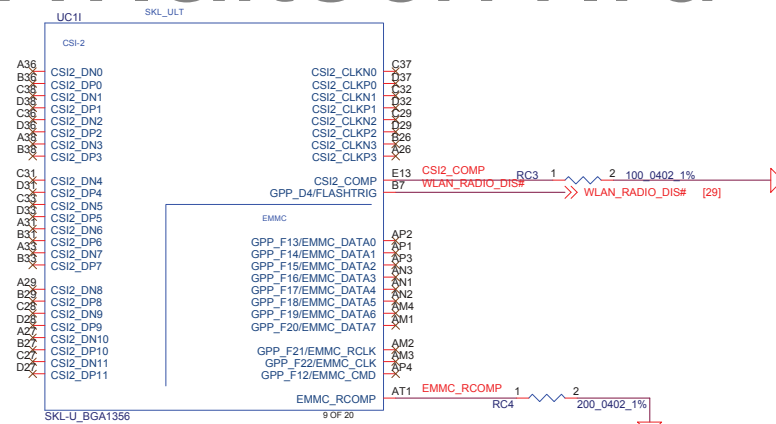 UC1I
SKL_ULT
CSI-2
A36 CSI2_DN0
B36 CSI2_DP0
C38 CSI2_DN1
D38 CSI2_DP1
C36 CSI2_DN2
D36 CSI2_DP2
A38 CSI2_DN3
B38 CSI2_DP3
C31 CSI2_DN4
D31 CSI2_DP4
C33 CSI2_DN5
D33 CSI2_DP5
A31 CSI2_DN6
B31 CSI2_DP6
A33 CSI2_DN7
B33 CSI2_DP7
A29 CSI2_DN8
B29 CSI2_DP8
C28 CSI2_DN9
D28 CSI2_DP9
A27 CSI2_DN10
B27 CSI2_DP10
C27 CSI2_DN11
D27 CSI2_DP11
CSI2_CLKN0 C37
CSI2_CLKP0 D37
CSI2_CLKN1 C32
CSI2_CLKP1 D32
CSI2_CLKN2 C29
CSI2_CLKP2 D29
CSI2_CLKN3 B26
CSI2_CLKP3 A26
CSI2_COMP E13 CSI2_COMP RC3 1 2 100_0402_1%
GPP_D4/FLASHTRIG B7 WLAN_RADIO_DIS# WLAN_RADIO_DIS# [29]
EMMC
GPP_F13/EMMC_DATA0 AP2
GPP_F14/EMMC_DATA1 AP1
GPP_F15/EMMC_DATA2 AP3
GPP_F16/EMMC_DATA3 AN3
GPP_F17/EMMC_DATA4 AN1
GPP_F18/EMMC_DATA5 AN2
GPP_F19/EMMC_DATA6 AM4
GPP_F20/EMMC_DATA7 AM1
GPP_F21/EMMC_RCLK AM2
GPP_F22/EMMC_CLK AM3
GPP_F12/EMMC_CMD AP4
EMMC_RCOMP AT1 EMMC_RCOMP RC4 1 2 200_0402_1%
SKL-U_BGA1356
9 OF 20